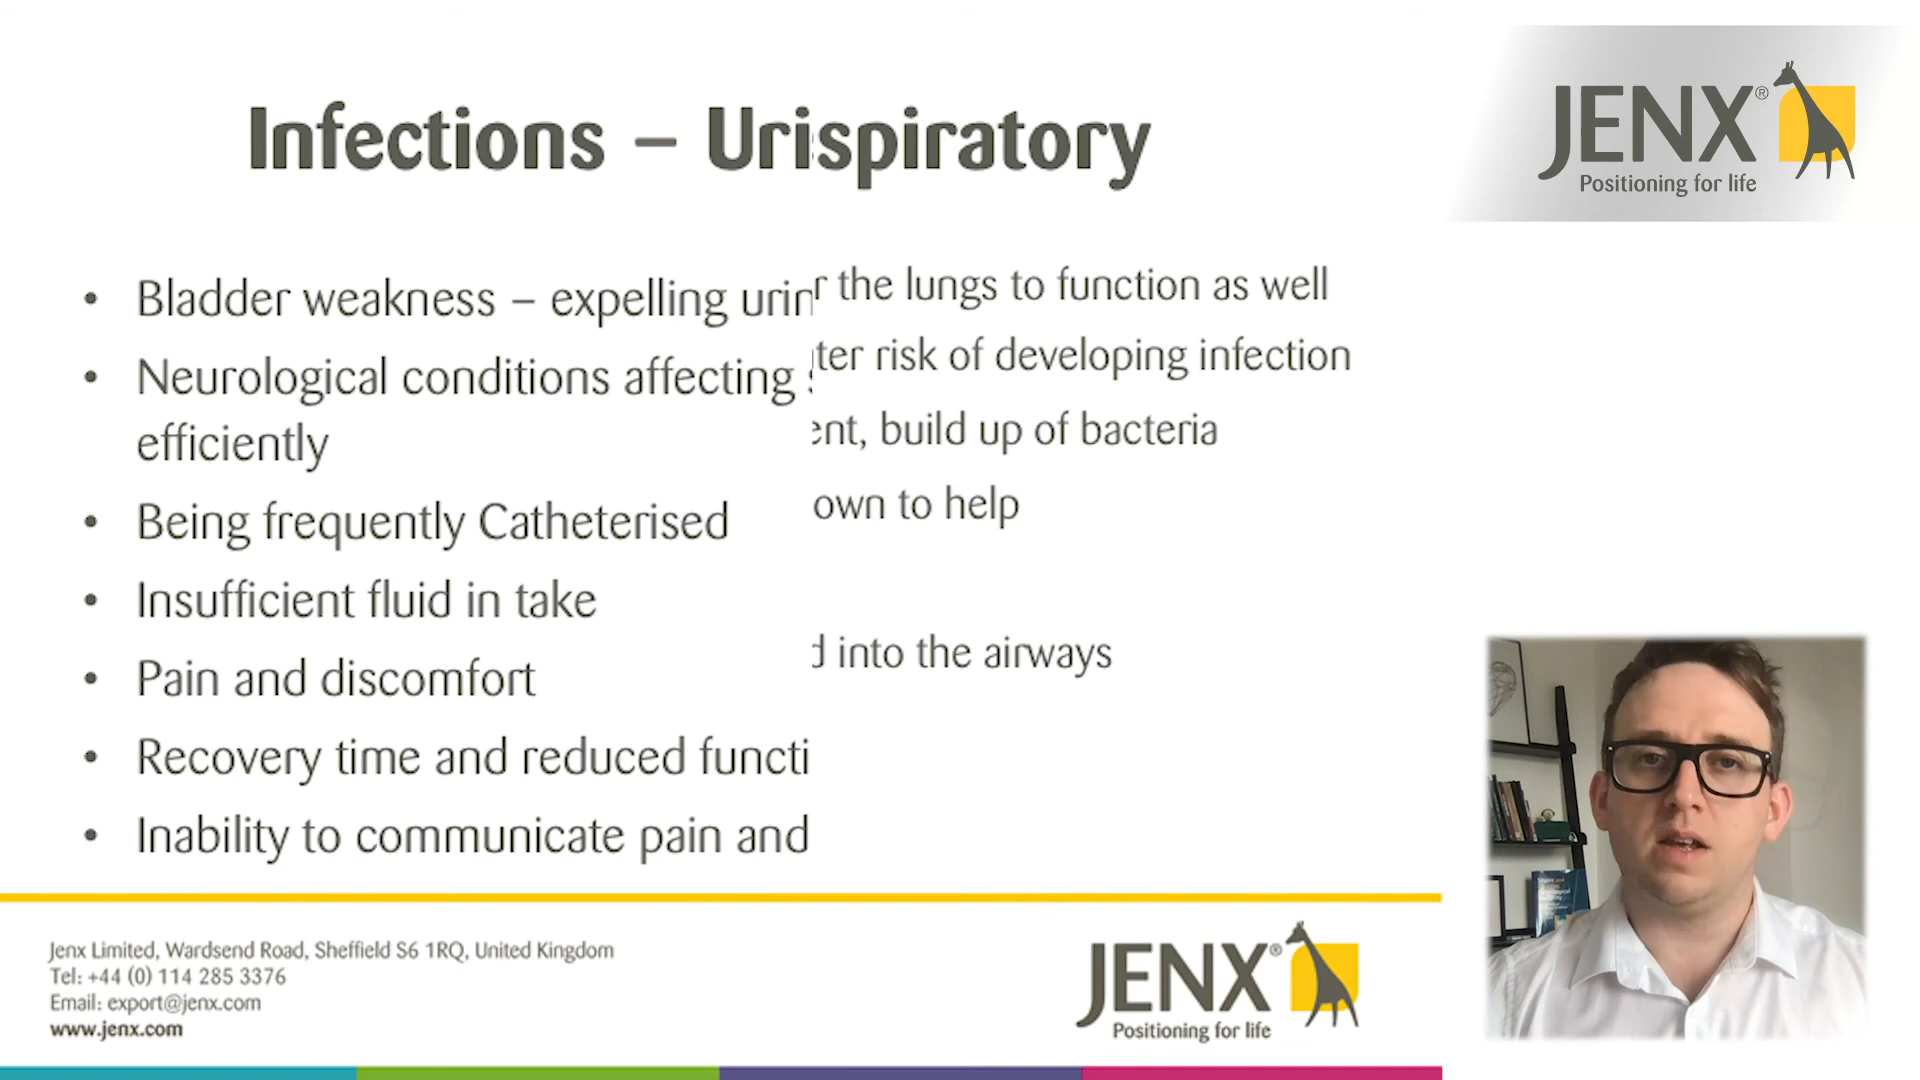 Infections – Urispiratory
JENX®
Positioning for life
• Bladder weakness – expelling urin
r the lungs to function as well
• Neurological conditions affecting
ter risk of developing infection
efficiently
ent, build up of bacteria
• Being frequently Catheterised
own to help
• Insufficient fluid in take
• Pain and discomfort
d into the airways
• Recovery time and reduced functi
• Inability to communicate pain and
Jenx Limited, Wardsend Road, Sheffield S6 1RQ, United Kingdom
Tel: +44 (0) 114 285 3376
Email: export@jenx.com
www.jenx.com
JENX®
Positioning for life